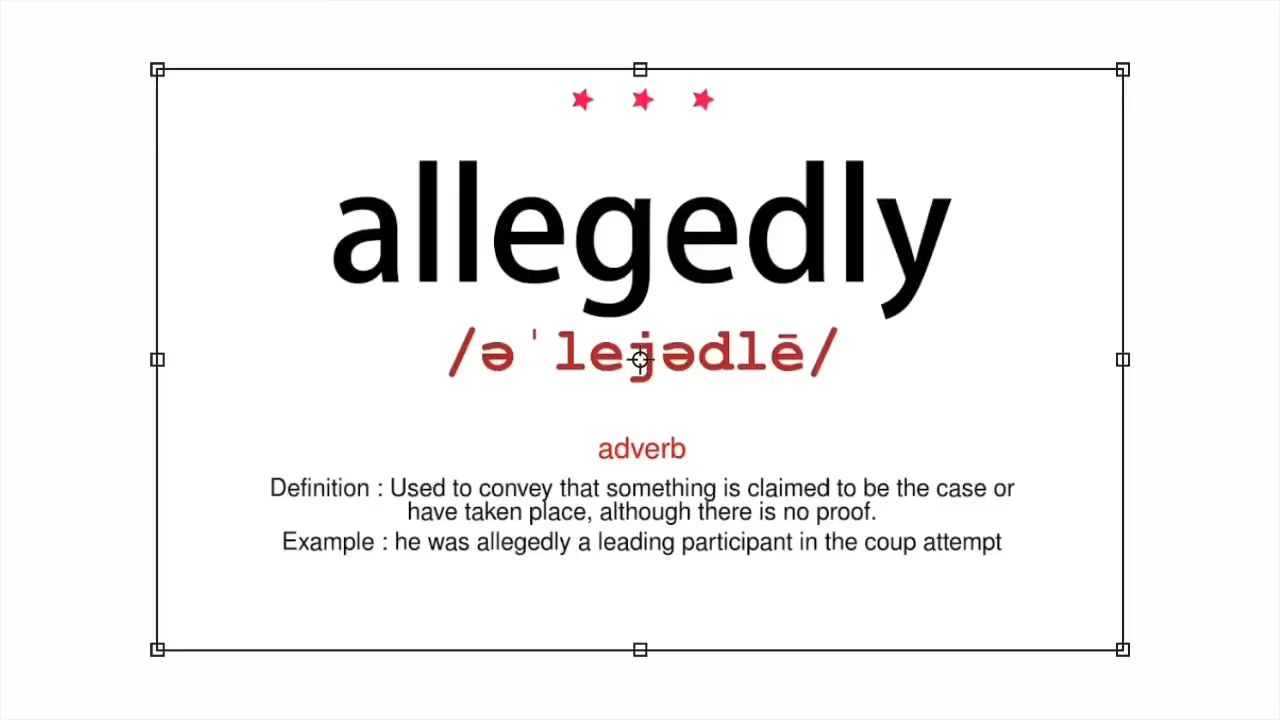 allegedly
/əˈlejədlē/
adverb
Definition : Used to convey that something is claimed to be the case or
have taken place, although there is no proof.
Example : he was allegedly a leading participant in the coup attempt